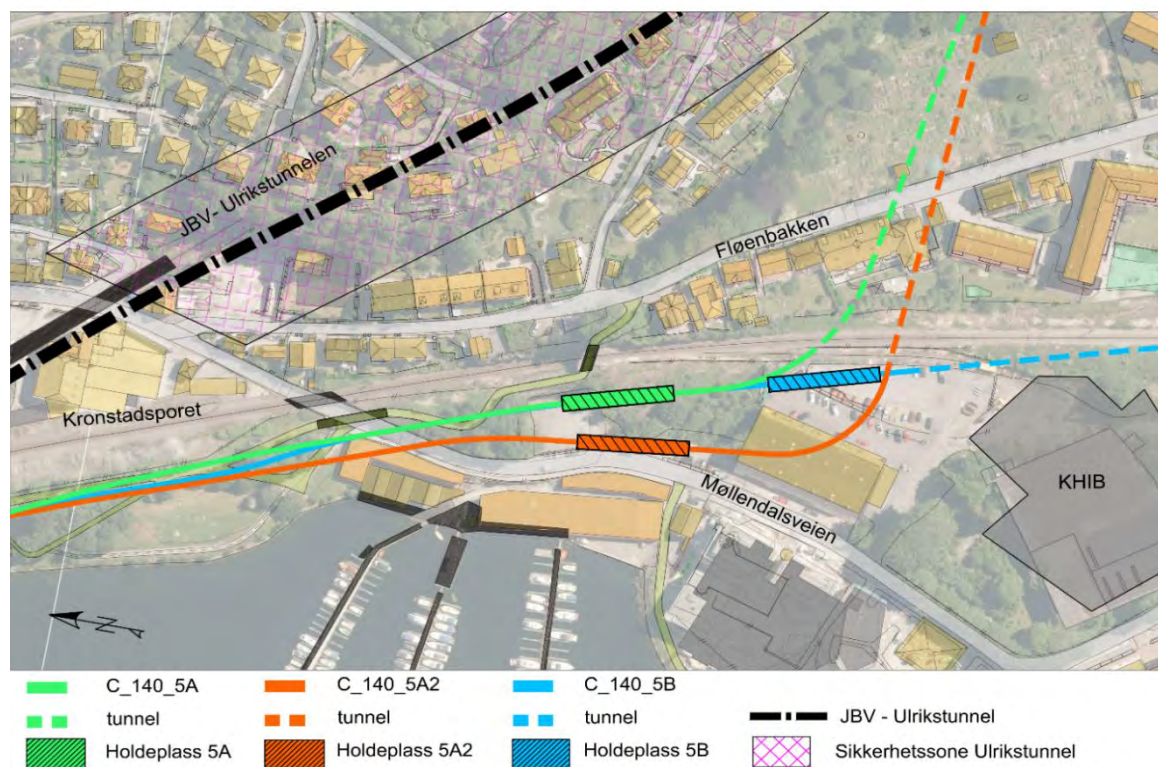 JBV - Ulrikstunnelen
Fløenbakken
Kronstadsporet
Møllendalsveien
KHIB
N
C_140_5A
C_140_5A2
C_140_5B
tunnel
tunnel
tunnel
JBV - Ulrikstunnel
Holdeplass 5A
Holdeplass 5A2
Holdeplass 5B
Sikkerhetssone Ulrikstunnel